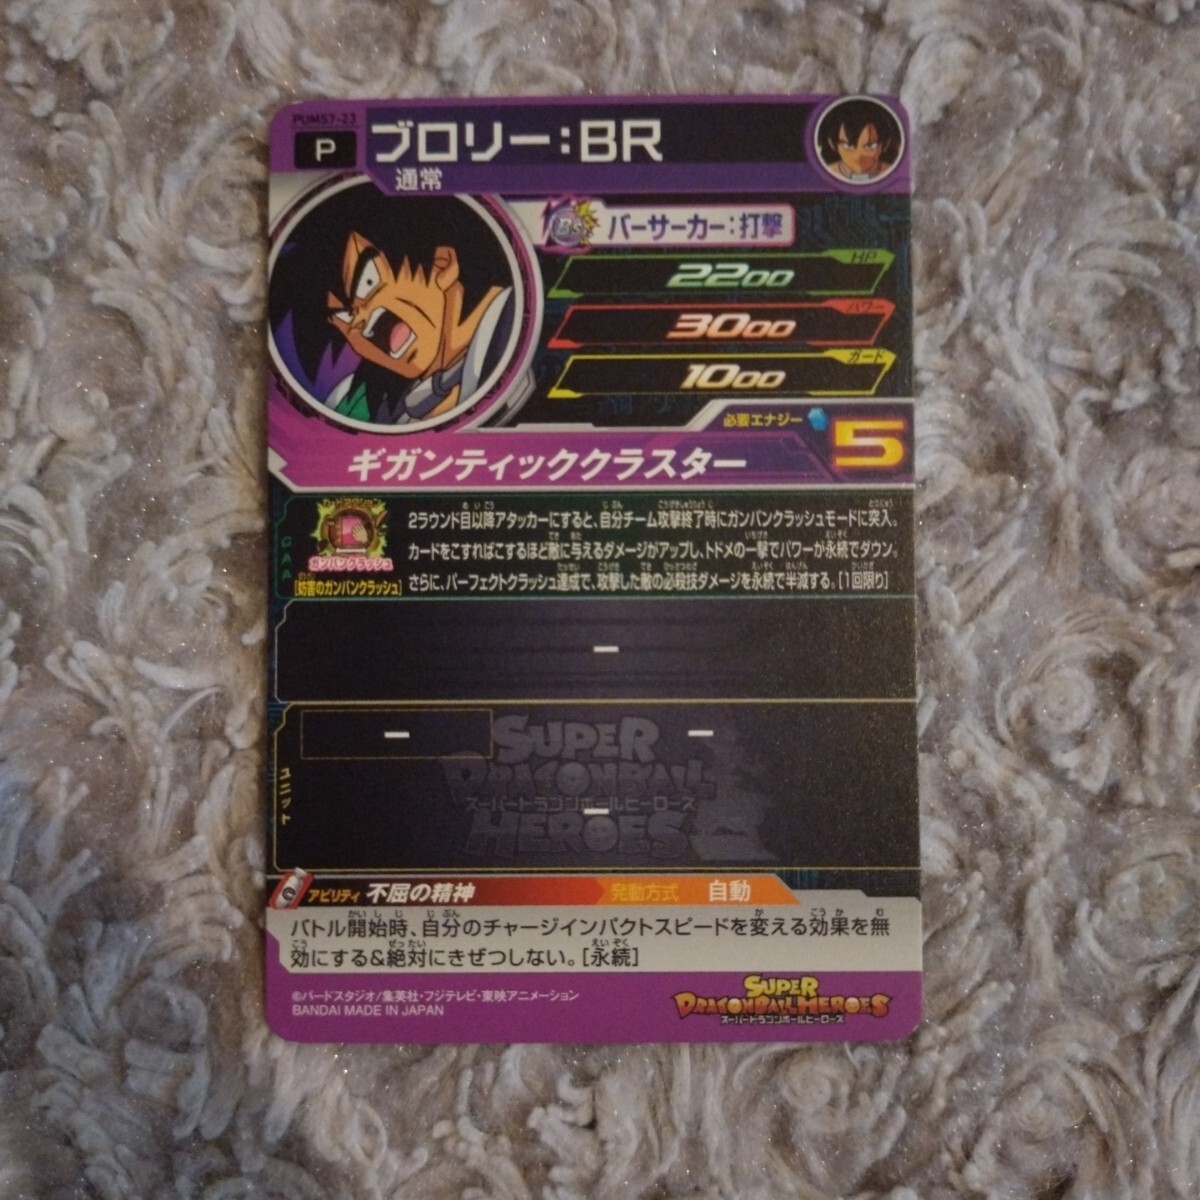 PUMS7-23
P
ブロリー:BR
通常
BS
バーサーカー:打撃
HP
2200
パワー
3000
ガード
1000
必要エナジー
5
ギガンティッククラスター
CAA
カードアクション
ガンバンクラッシュ
[妨害のガンバンクラッシュ]
2ラウンド目以降アタッカーにすると、自分チーム攻撃終了時にガンバンクラッシュモードに突入。
カードをこすればこするほど敵に与えるダメージがアップし、トドメの一撃でパワーが永続でダウン。
さらに、パーフェクトクラッシュ達成で、攻撃した敵の必殺技ダメージを永続で半減する。[1回限り]
ー
ユニット
ー
ー
ー
SUPER
DRAGONBALL
スーパードラゴンボールヒーローズ
HEROES
アビリティ 不屈の精神
発動方式 自動
バトル開始時、自分のチャージインパクトスピードを変える効果を無
効にする&絶対にきぜつしない。[永続]
©バードスタジオ/集英社・フジテレビ・東映アニメーション
BANDAI MADE IN JAPAN
SUPER
DRAGONBALL HEROES
スーパードラゴンボールヒーローズ